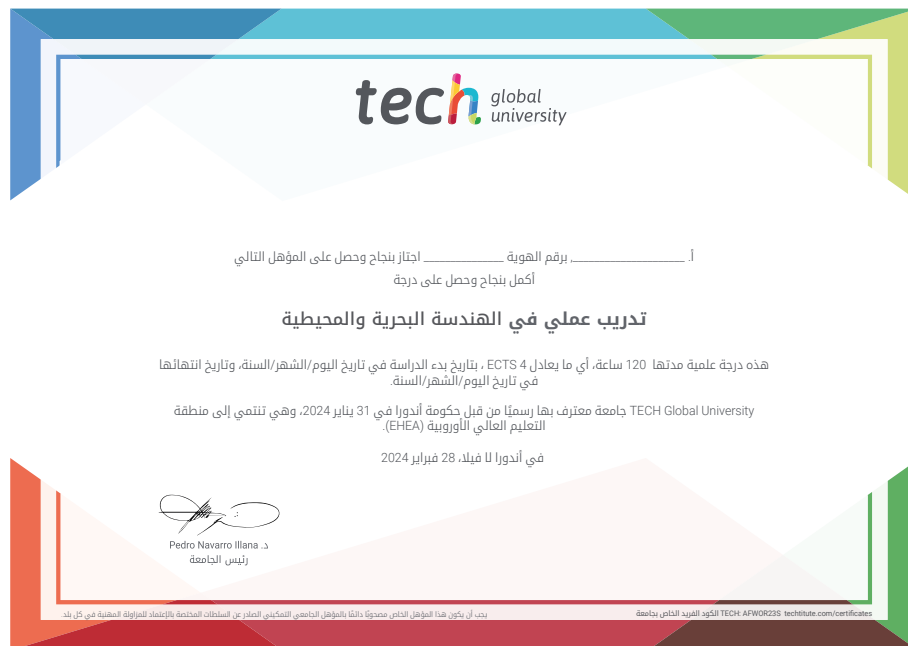 tech global university
أ. ____________________, برقم الهوية ______________ اجتاز بنجاح وحصل على المؤهل التالي
أكمل بنجاح وحصل على درجة
تدريب عملي في الهندسة البحرية والمحيطية
هذه درجة علمية مدتها 120 ساعة، أي ما يعادل 4 ECTS ، بتاريخ بدء الدراسة في تاريخ اليوم/الشهر/السنة، وتاريخ انتهائها
في تاريخ اليوم/الشهر/السنة.
TECH Global University جامعة معترف بها رسميًا من قبل حكومة أندورا في 31 يناير 2024، وهي تنتمي إلى منطقة
التعليم العالي الأوروبية (EHEA).
في أندورا لا فيلا، 28 فبراير 2024
د. Pedro Navarro Illana
رئيس الجامعة
يجب أن يكون هذا المؤهل الخاص مصحوبًا دائمًا بالمؤهل الجامعي التمكيني الصادر عن السلطات المختصة بالإعتماد للمزاولة المهنية في كل بلد.
الكود الفريد الخاص بجامعة TECH: AFWOR23S techtitute.com/certificates